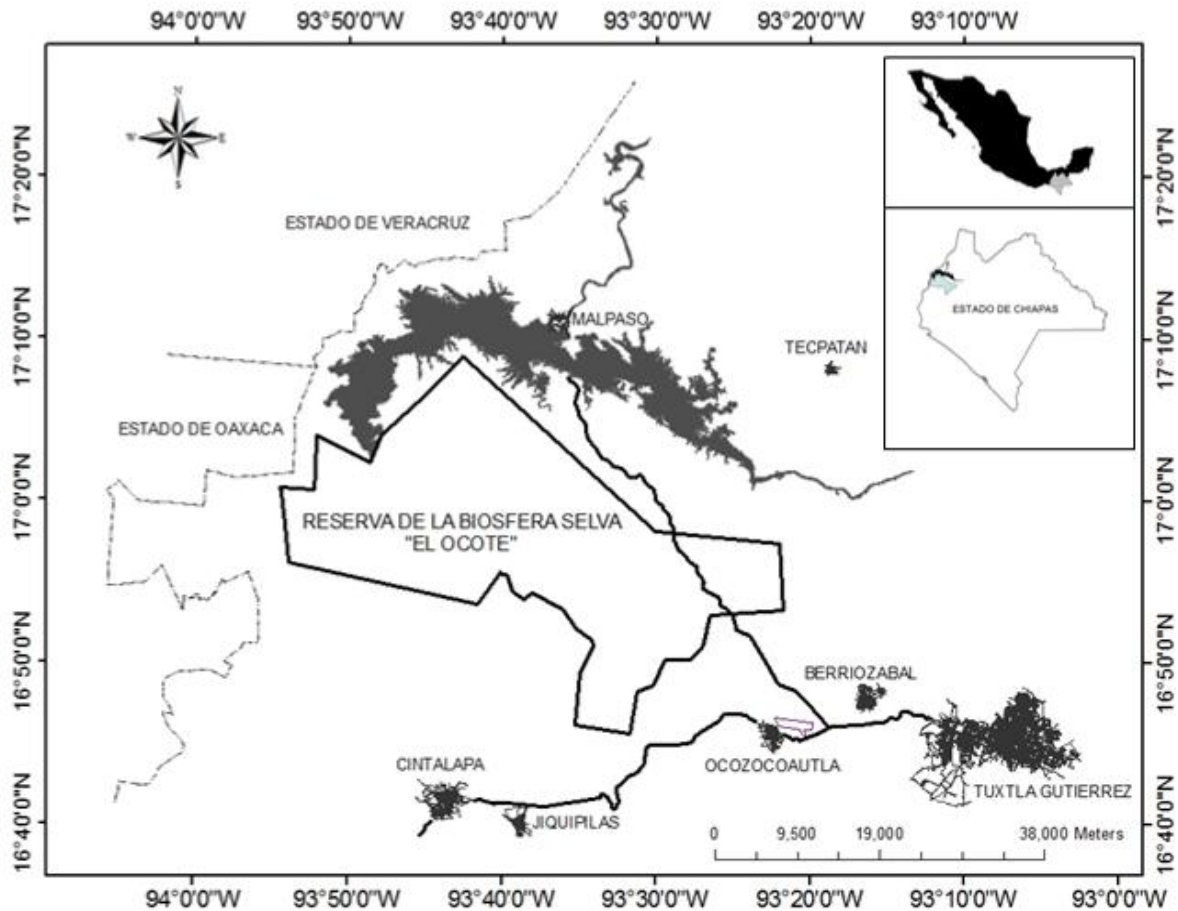 94°0'0"W 93°50'0"W 93°40'0"W 93°30'0"W 93°20'0"W 93°10'0"W
N
W E
S
17°20'0"N 17°20'0"N
ESTADO DE VERACRUZ
ESTADO DE CHIAPAS
17°10'0"N MALPASO 17°10'0"N
TECPATAN
ESTADO DE OAXACA
17°0'0"N 17°0'0"N
RESERVA DE LA BIOSFERA SELVA
"EL OCOTE"
16°50'0"N 16°50'0"N
BERRIOZABAL
CINTALAPA OCOZOCOAUTLA
TUXTLA GUTIERREZ
16°40'0"N JIQUIPILAS 16°40'0"N
0 9,500 19,000 38,000 Meters
94°0'0"W 93°50'0"W 93°40'0"W 93°30'0"W 93°20'0"W 93°10'0"W 93°0'0"W